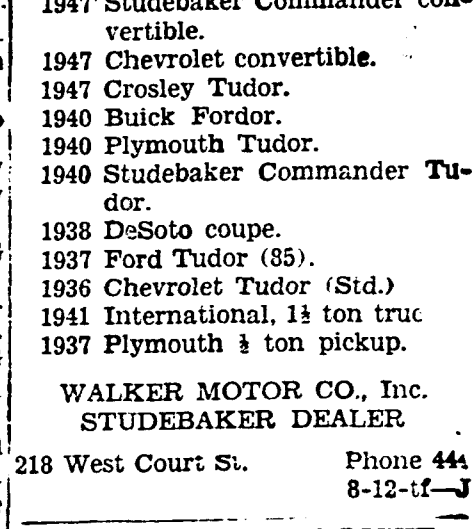 1947 Studebaker Commander con-
vertible.
1947 Chevrolet convertible.
1947 Crosley Tudor.
1940 Buick Fordor.
1940 Plymouth Tudor.
1940 Studebaker Commander Tu-
dor.
1938 DeSoto coupe.
1937 Ford Tudor (85).
1936 Chevrolet Tudor (Std.)
1941 International, 1½ ton truc
1937 Plymouth ½ ton pickup.
WALKER MOTOR CO., Inc.
STUDEBAKER DEALER
218 West Court St. Phone 444
8-12-tf—J